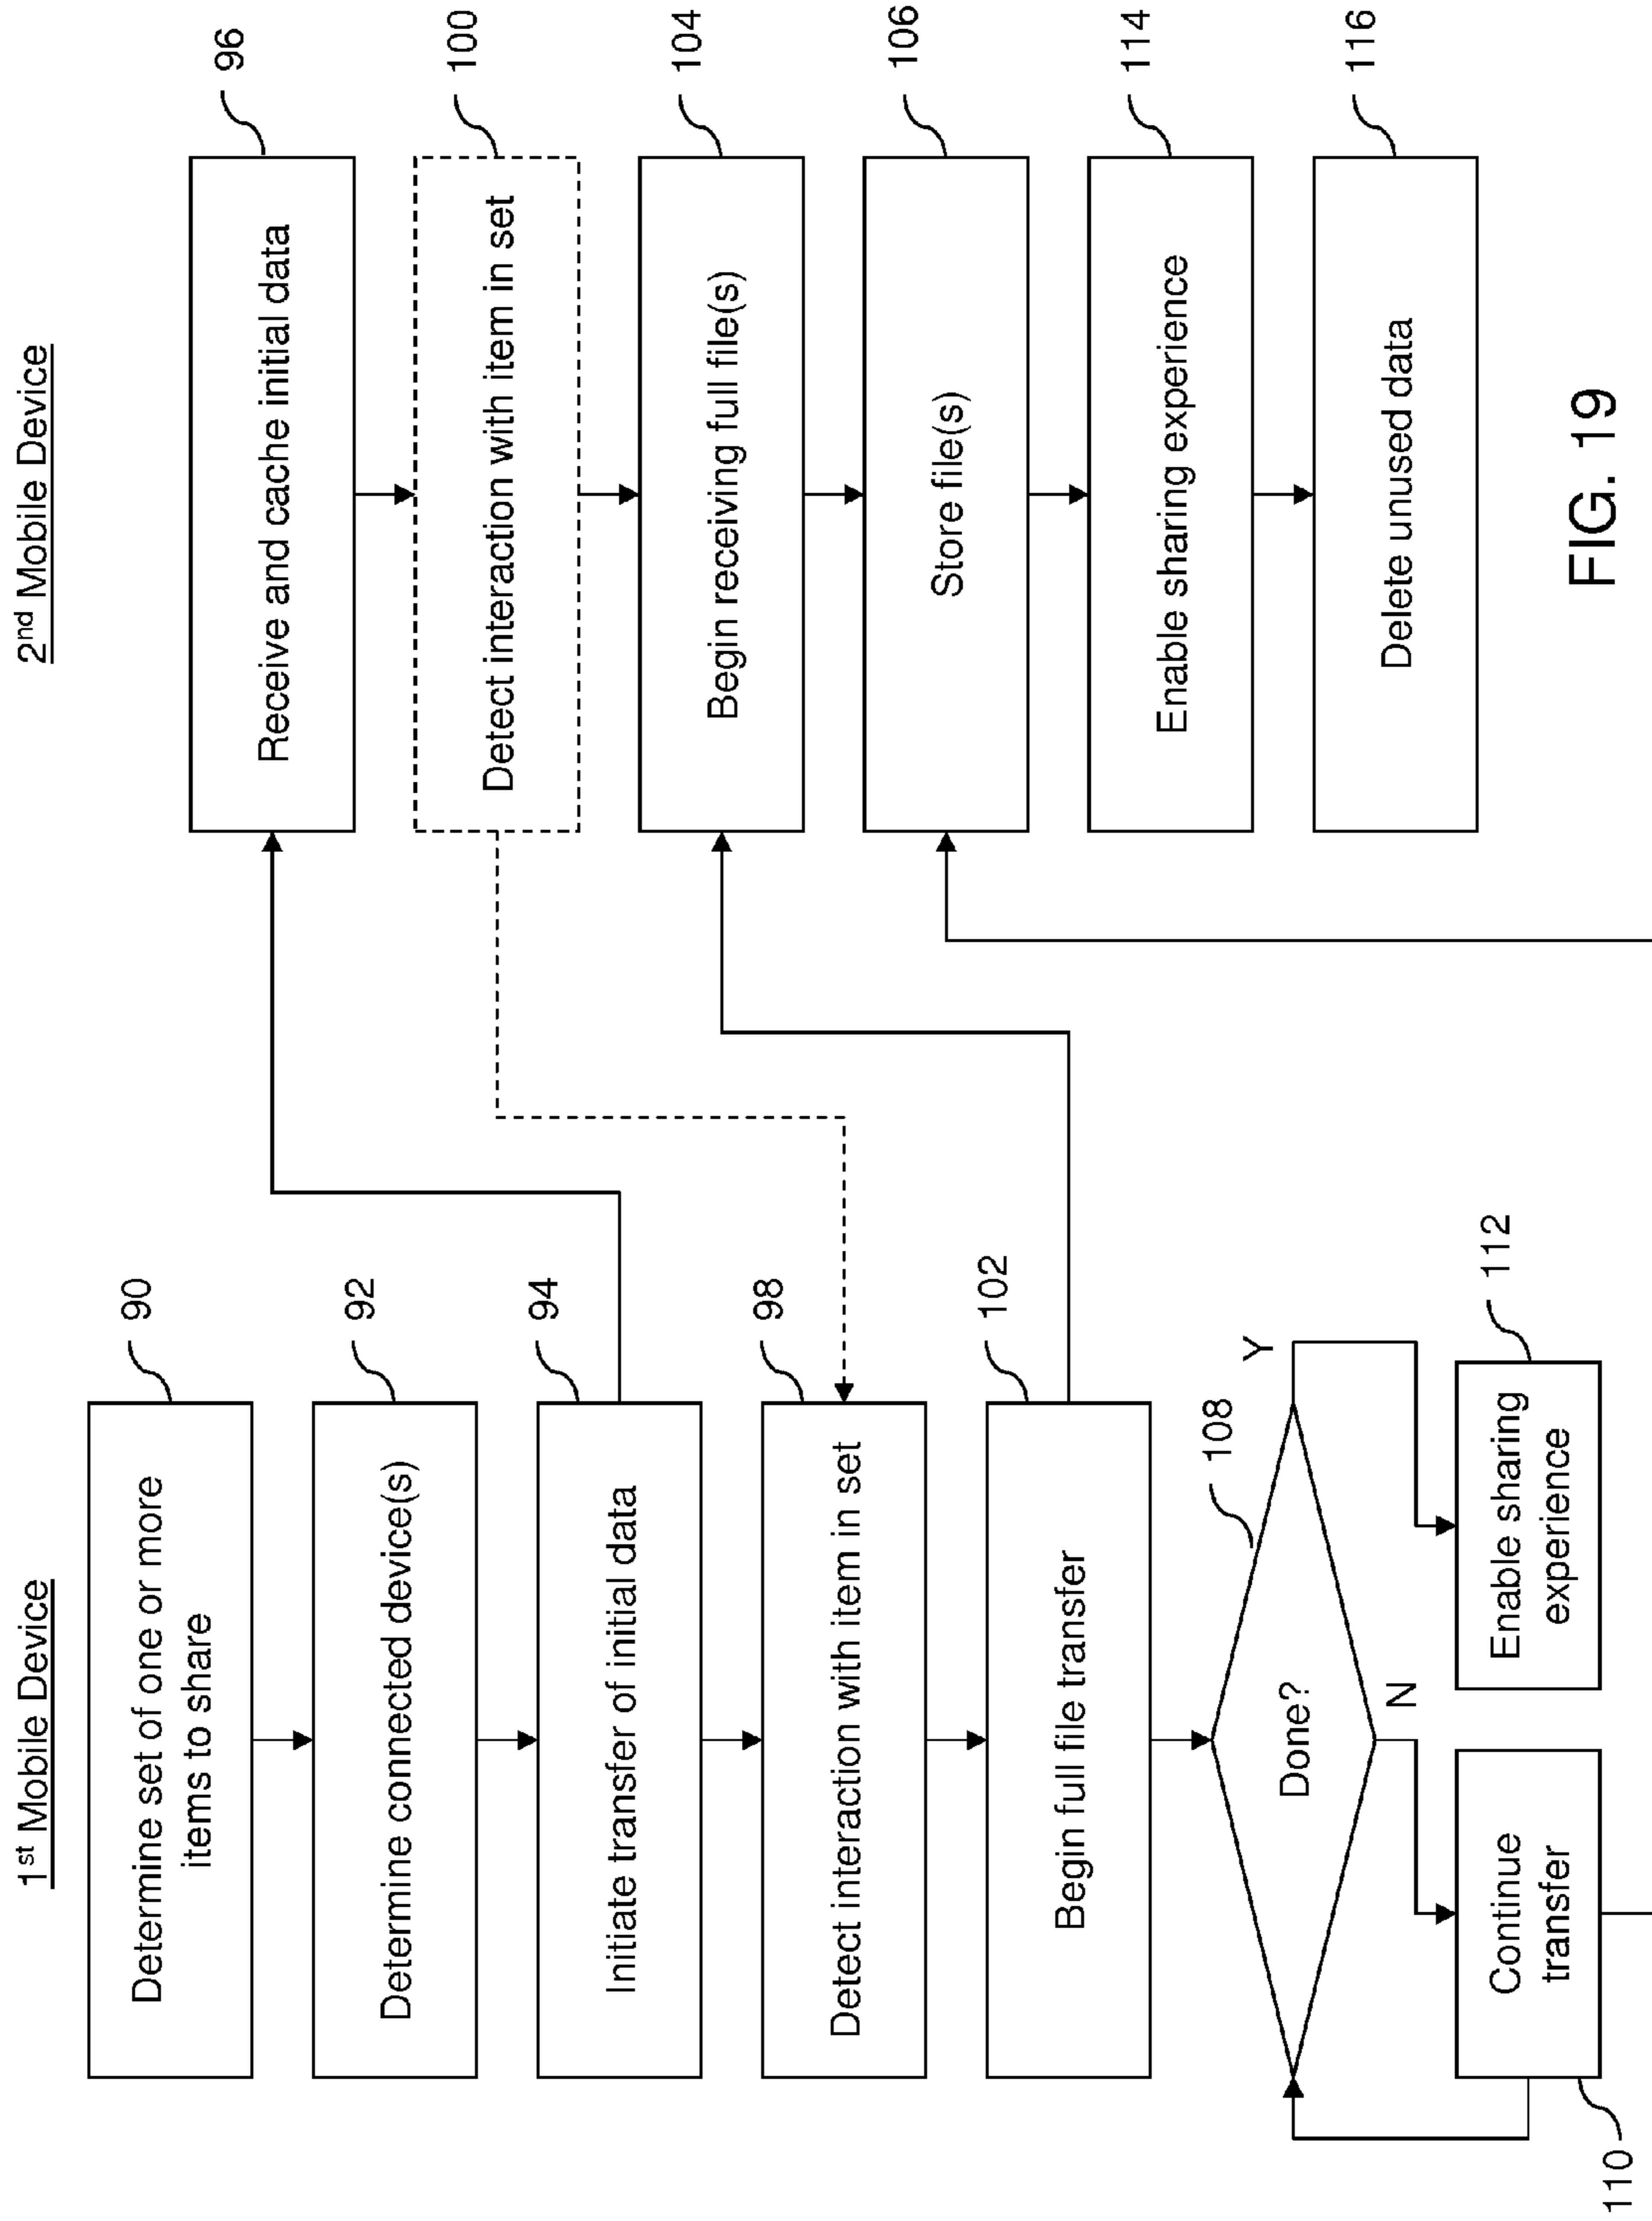 1st Mobile Device
Determine set of one or more
items to share
90
Determine connected device(s)
92
Initiate transfer of initial data
94
Detect interaction with item in set
98
Begin full file transfer
102
Done?
108
Y
N
Continue
transfer
110
Enable sharing
experience
112
2nd Mobile Device
Receive and cache initial data
96
Detect interaction with item in set
100
Begin receiving full file(s)
104
Store file(s)
106
Enable sharing experience
114
Delete unused data
116
FIG. 19